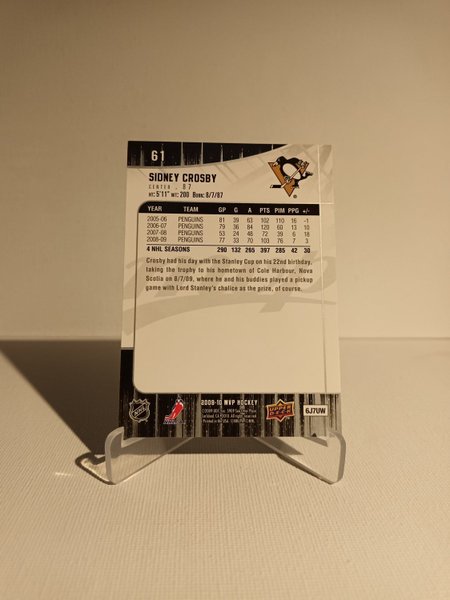 61
SIDNEY CROSBY
CENTER . 87
HT: 5'11" WT: 200 BORN: 8/7/87
YEAR TEAM GP G A PTS PIM PPG +/-
2005-06 PENGUINS 81 39 63 102 110 16 -1
2006-07 PENGUINS 79 36 84 120 60 13 10
2007-08 PENGUINS 53 24 48 72 39 6 18
2008-09 PENGUINS 77 33 70 103 76 7 3
4 NHL SEASONS 290 132 265 397 285 42 30
Crosby had his day with the Stanley Cup on his 22nd birthday,
taking the trophy to his hometown of Cole Harbour, Nova
Scotia on 8/7/09, where he and his buddies played a pickup
game with Lord Stanley's chalice as the prize, of course.
2009-10 MVP HOCKEY
NHL
UPPER DECK
6J7UW